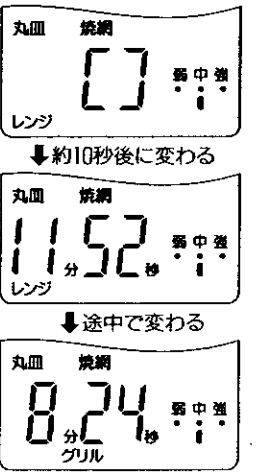 丸皿 焼網
[ ]
弱 中 強
レンジ
約10秒後に変わる
丸皿 焼網
11分52秒
弱 中 強
レンジ
途中で変わる
丸皿 焼網
8分24秒
弱 中 強
グリル